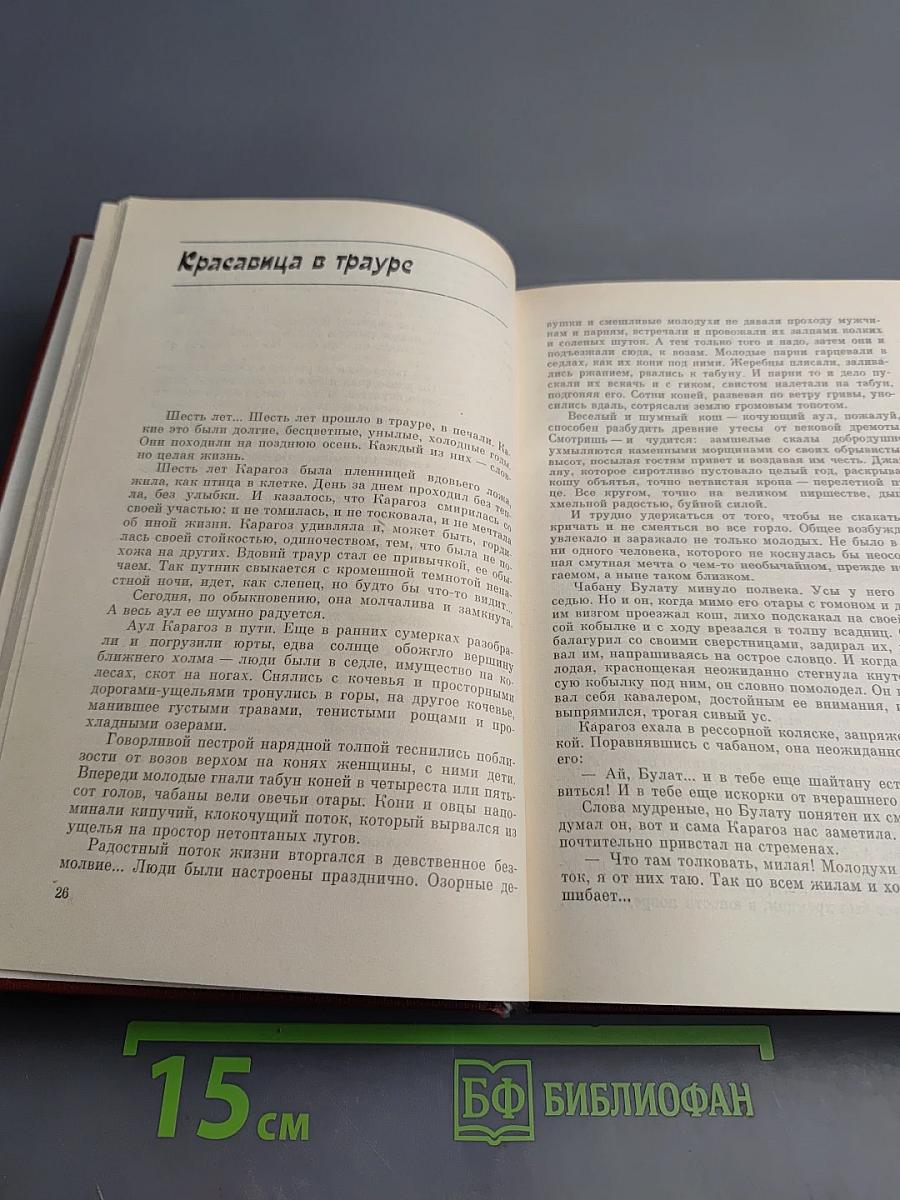 Красавица в трауре
Шесть лет... Шесть лет прошло в трауре, в печали. Ка-
кие это были долгие, бесцветные, унылые, холодные годы
Они походили на позднюю осень. Каждый из них — слов-
но целая жизнь.
Шесть лет Карагоз была пленницей вдовьего ложа,
жила, как птица в клетке. День за днем проходил без теп-
ла, без улыбки. И казалось, что Карагоз смирилась со
своей участью: и не томилась, и не тосковала, и не мечтала
об иной жизни. Карагоз удивляла и, может быть, горди-
лась своей стойкостью, одиночеством, тем, что была не по-
хожа на других. Вдовий траур стал ее привычкой, ее обы-
чаем. Так путник свыкается с кромешной темнотой нена-
стной ночи, идет, как слепец, но будто бы что-то видит...
Сегодня, по обыкновению, она молчалива и замкнута.
А весь аул ее шумно радуется.
Аул Карагоз в пути. Еще в ранних сумерках разобра-
ли и погрузили юрты, едва солнце обожгло вершину
ближнего холма — люди были в седле, имущество на ко-
лесах, скот на ногах. Снялись с кочевья и просторными
дорогами-ущельями тронулись в горы, на другое кочевье,
манившее густыми травами, тенистыми рощами и про-
хладными озерами.
Говорливой пестрой нарядной толпой теснились побли-
зости от возов верхом на конях женщины, с ними дети.
Впереди молодые гнали табун коней в четыреста или пять-
сот голов, чабаны вели овечьи отары. Кони и овцы напо-
минали кипучий, клокочущий поток, который вырвался из
ущелья на простор нетоптаных лугов.
Радостный поток жизни вторгался в девственное без-
молвие... Люди были настроены празднично. Озорные де-
26
вушки и смешливые молодухи не давали проходу мужчи-
нам и парням, встречали и провожали их залпами колких
и соленых шуток. А тем только того и надо, затем они и
подъезжали сюда, к возам. Молодые парни гарцевали в
седлах, как их кони под ними. Жеребцы плясали, залива-
лись ржанием, рвались к табуну. И парни то и дело пу-
скали их вскачь и с гиком, свистом налетали на табун,
подгоняя его. Сотни коней, развевая по ветру гривы, уно-
сились вдаль, сотрясали землю громовым топотом.
Веселый и шумный кош — кочующий аул, пожалуй,
способен разбудить древние утесы от вековой дремоты.
Смотришь — и чудится: замшелые скалы добродушно
ухмыляются каменными морщинами со своих обрывисты
высот, посылая гостям привет и воздавая им честь. Джай
ляу, которое сиротливо пустовало целый год, раскрыва
кошу объятья, точно ветвистая крона — перелетной п
це. Все кругом, точно на великом пиршестве, ды
хмельной радостью, буйной силой.
И трудно удержаться от того, чтобы не скакать,
кричать и не смеяться во все горло. Общее возбужд
увлекало и заражало не только молодых. Не было в
ни одного человека, которого не коснулась бы неосо
ная смутная мечта о чем-то необычайном, прежде н
гаемом, а ныне таком близком.
Чабану Булату минуло полвека. Усы у него
седью. Но и он, когда мимо его отары с гомоном и д
им визгом проезжал кош, лихо подскакал на своей
сой кобылке и с ходу врезался в толпу всадниц.
балагурил со своими сверстницами, задирал их,
вал им, напрашиваясь на острое словцо. И когда
лодая, краснощекая неожиданно стегнула кнуто
сую кобылку под ним, он словно помолодел. Он
вал себя кавалером, достойным ее внимания,
выпрямился, трогая сивый ус.
Карагоз ехала в рессорной коляске, запряже
кой. Поравнявшись с чабаном, она неожиданно
его:
— Ай, Булат... и в тебе еще шайтану ест
виться! И в тебе еще искорки от вчерашнего
Слова мудреные, но Булату понятен их см
думал он, вот и сама Карагоз нас заметила.
почтительно привстал на стременах.
— Что там толковать, милая! Молодухи
ток, я от них таю. Так по всем жилам и хо
шибает...
15 см
БФ БИБЛИОФАН